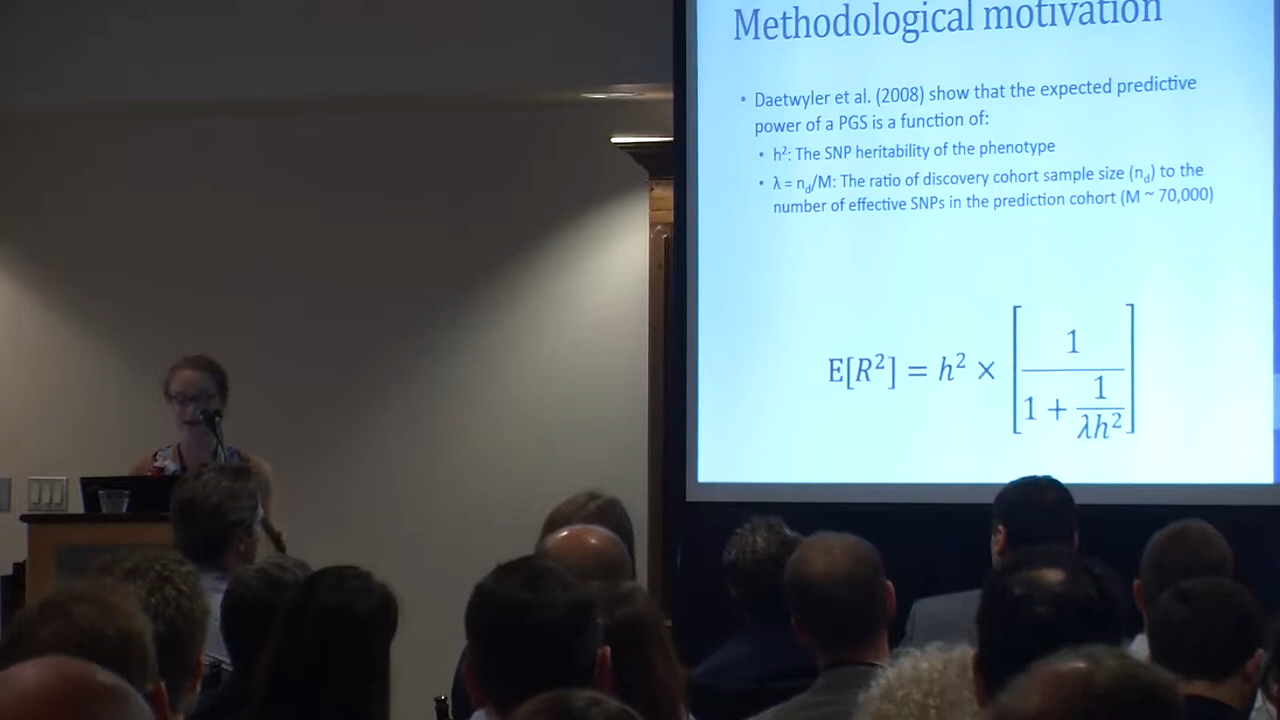 Methodological motivation
• Daetwyler et al. (2008) show that the expected predictive
power of a PGS is a function of:
• h²: The SNP heritability of the phenotype
• λ = n_d/M: The ratio of discovery cohort sample size (n_d) to the
number of effective SNPs in the prediction cohort (M ~ 70,000)
E[R²] = h² × [1 / (1 + 1/(λh²))]